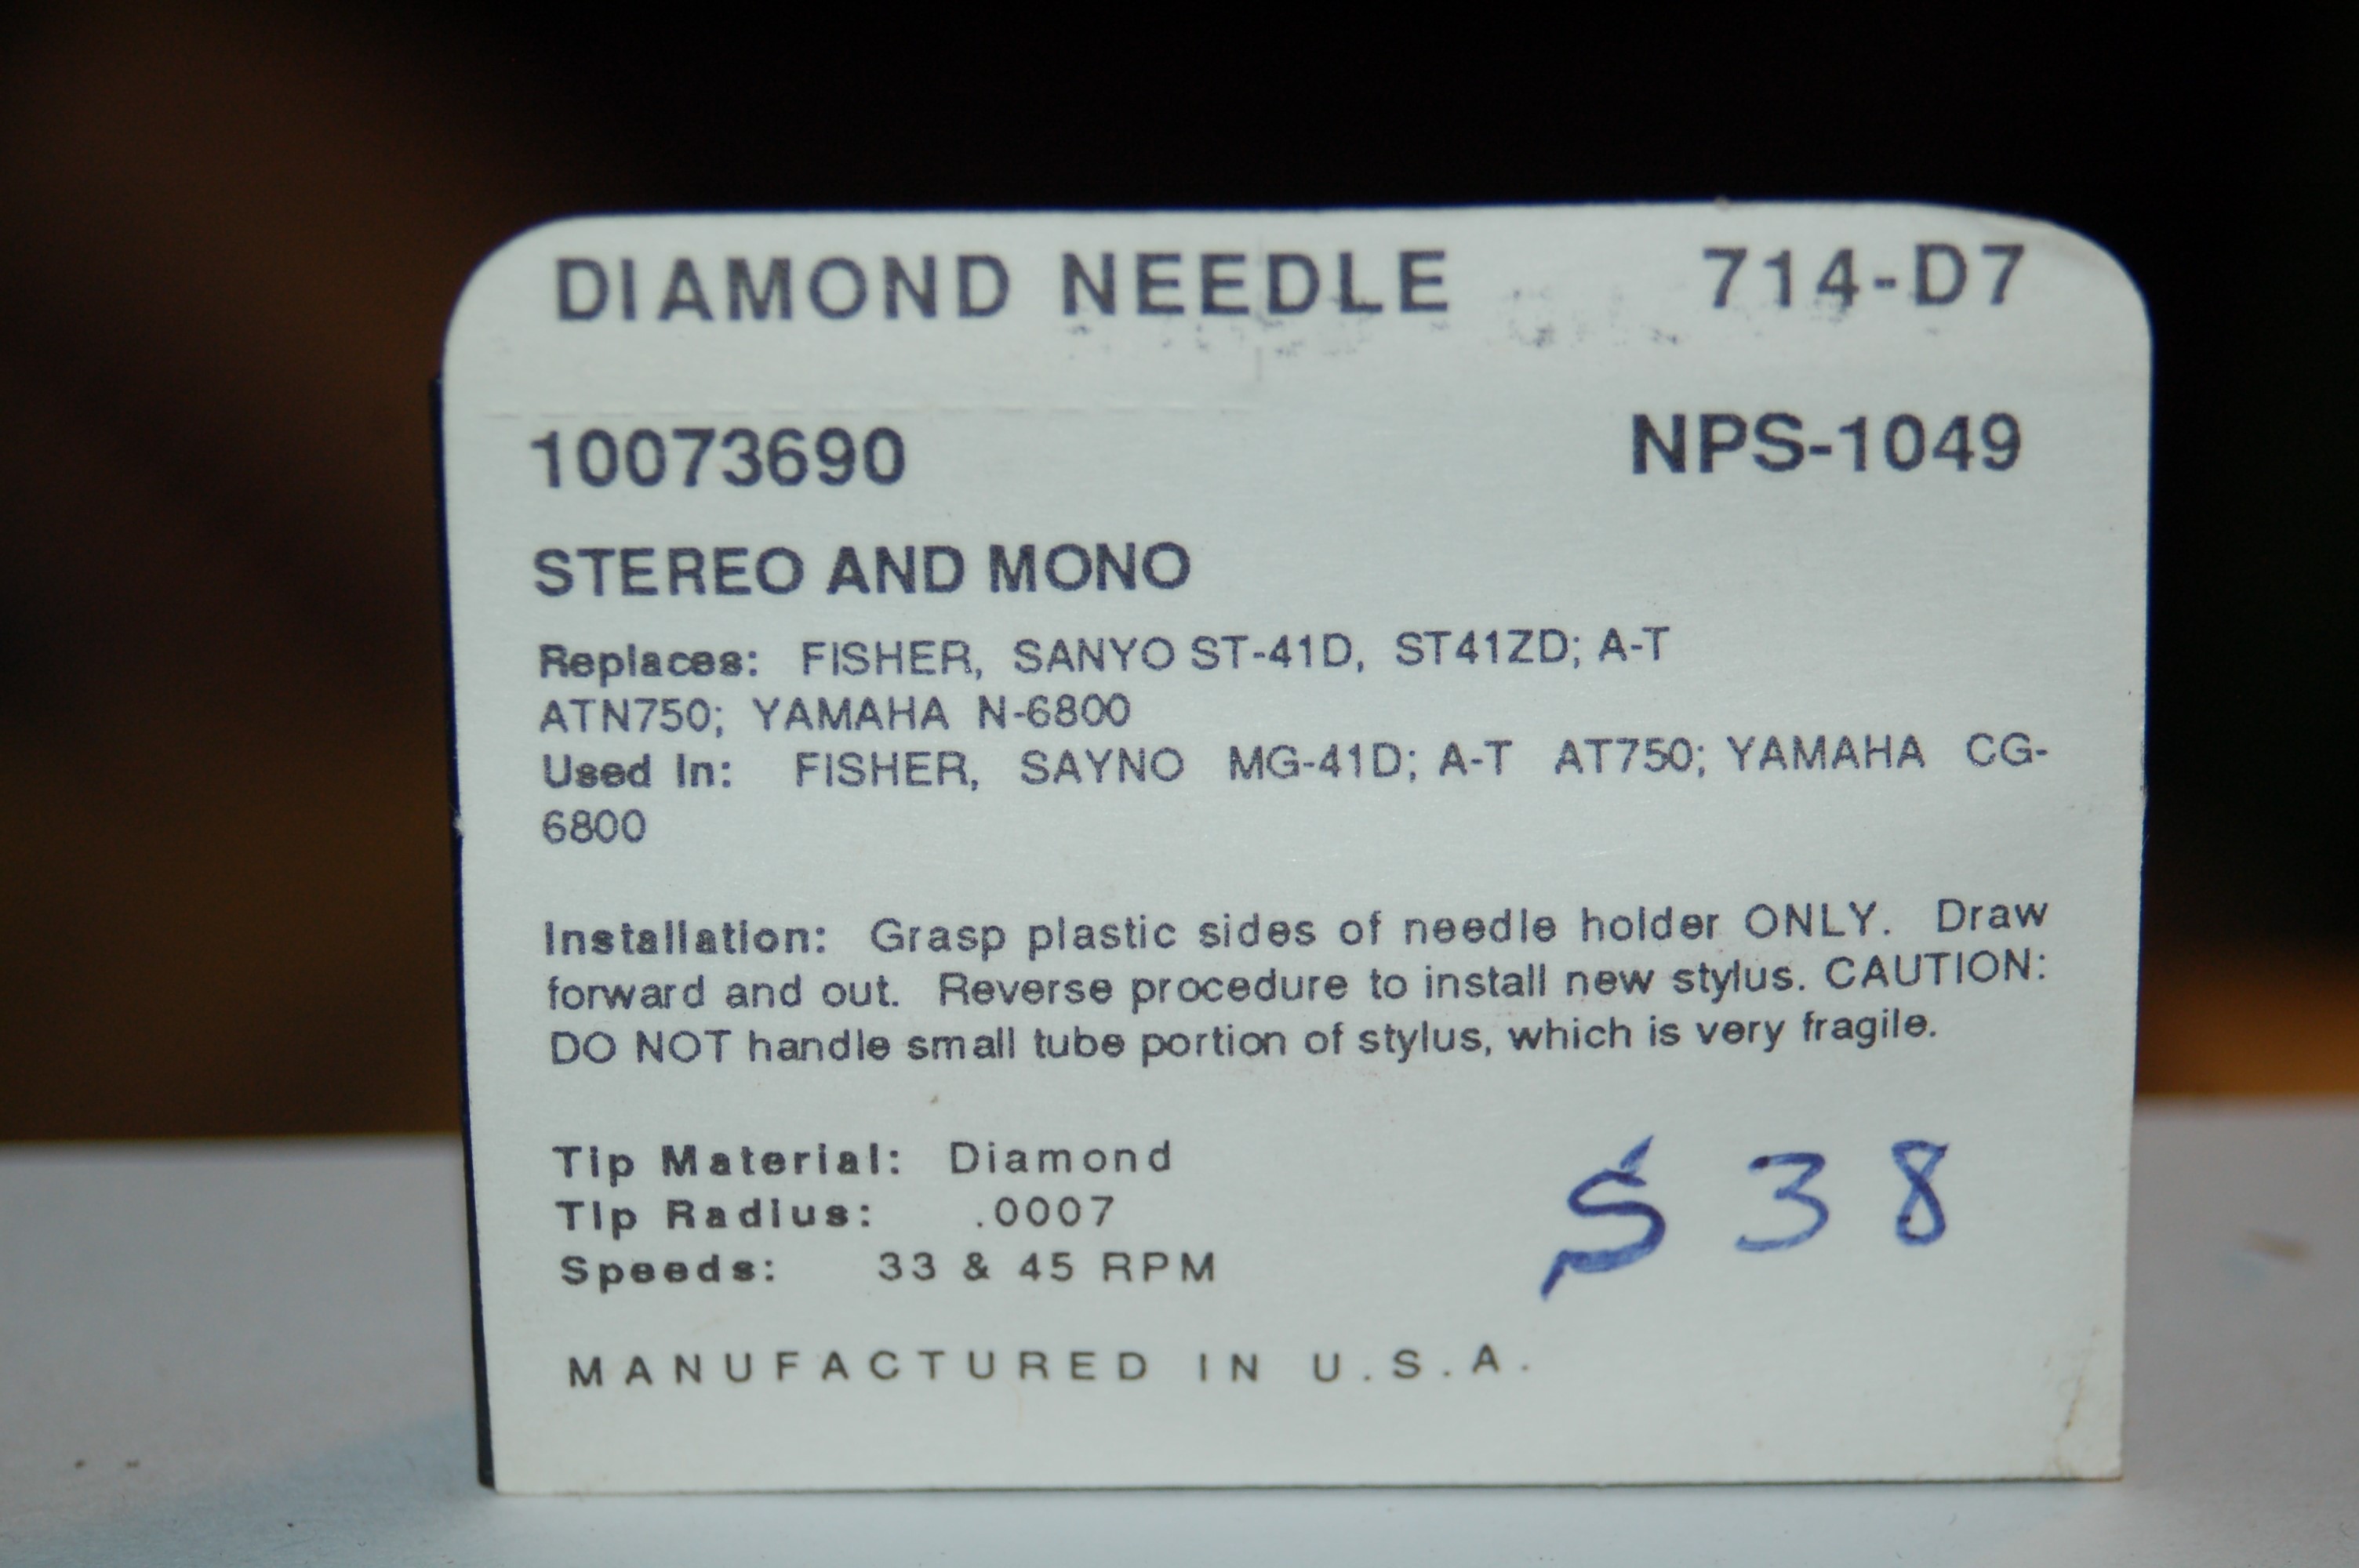 DIAMOND NEEDLE 714-D7
10073690 NPS-1049
STEREO AND MONO
Replaces: FISHER, SANYO ST-41D, ST41ZD; A-T
ATN750; YAMAHA N-6800
Used In: FISHER, SAYNO MG-41D; A-T AT750; YAMAHA CG-
6800
Installation: Grasp plastic sides of needle holder ONLY. Draw
forward and out. Reverse procedure to install new stylus. CAUTION:
DO NOT handle small tube portion of stylus, which is very fragile.
Tip Material: Diamond
Tip Radius: .0007
Speeds: 33 & 45 RPM
$38
MANUFACTURED IN U.S.A.